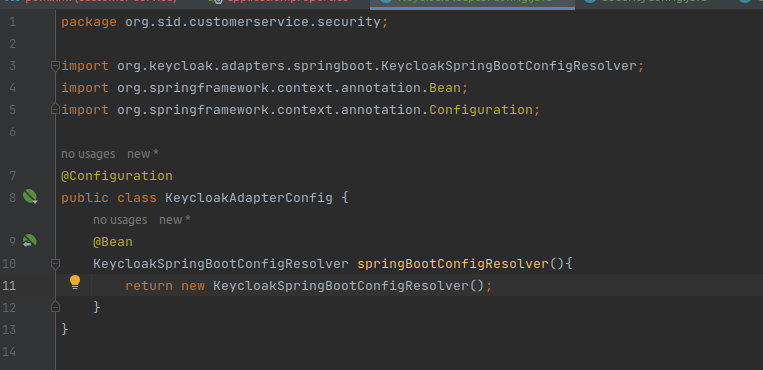 1 package org.sid.customerservice.security;
2
3 import org.keycloak.adapters.springboot.KeycloakSpringBootConfigResolver;
4 import org.springframework.context.annotation.Bean;
5 import org.springframework.context.annotation.Configuration;
6
no usages new *
7 @Configuration
8 public class KeycloakAdapterConfig {
no usages new *
9 @Bean
10 KeycloakSpringBootConfigResolver springBootConfigResolver(){
11 return new KeycloakSpringBootConfigResolver();
12 }
13 }
14